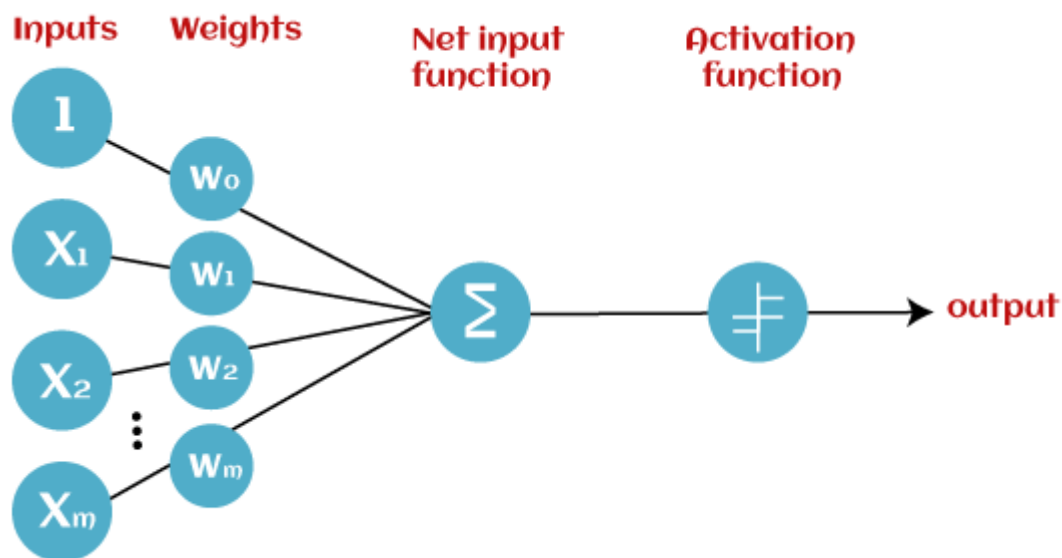 Inputs
Weights
Net input
function
Activation
function
1
W₀
X₁
W₁
Σ
output
X₂
W₂
Xₘ
Wₘ